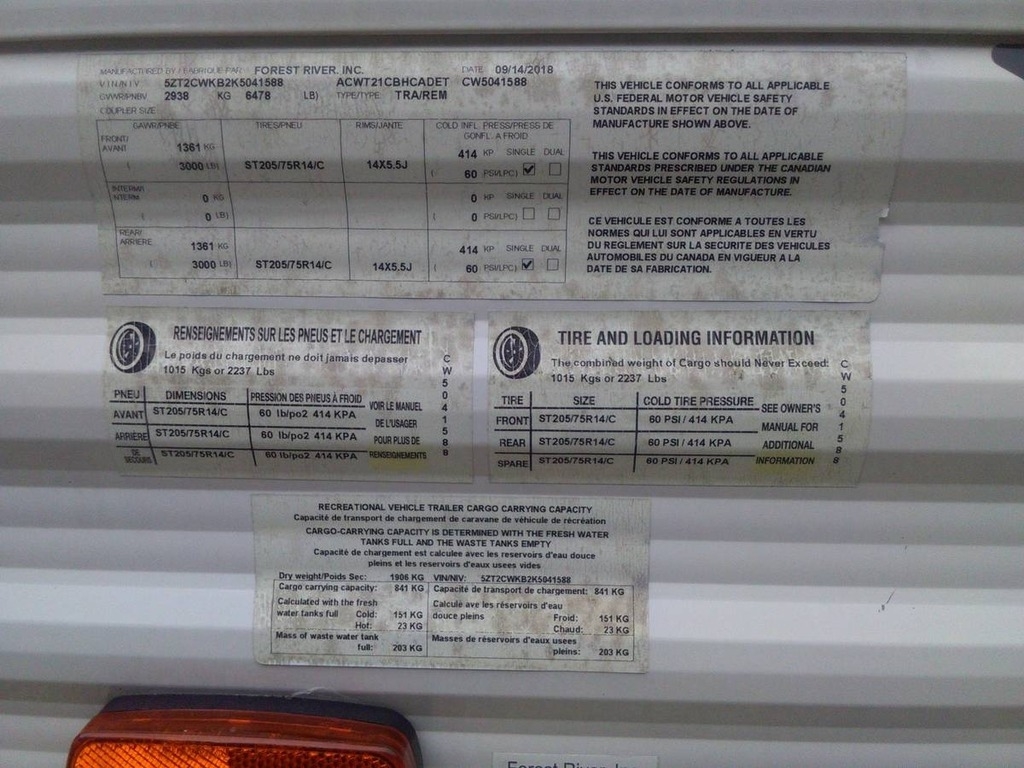 MANUFACTURED BY / FABRIQUE PAR: FOREST RIVER, INC. DATE 09/14/2018
VIN/NIV 5ZT2CWKB2K5041588 ACWT21CBHCADET CW5041588
GVWR/PNBV 2938 KG 6478 LB) TYPE/TYPE TRA/REM
COUPLER SIZE
GAWR/PNBE TIRES/PNEU RIMS/JANTE COLD INFL. PRESS/PRESS DE GONFL. A FROID
FRONT/ AVANT 1361 KG 414 KP SINGLE DUAL
( 3000 LB) ST205/75R14/C 14X5.5J ( 60 PSI/LPC)
INTERM/ INTERM 0 KG 0 KP SINGLE DUAL
( 0 LB) ( 0 PSI/LPC)
REAR/ ARRIERE 1361 KG 414 KP SINGLE DUAL
( 3000 LB) ST205/75R14/C 14X5.5J ( 60 PSI/LPC)
THIS VEHICLE CONFORMS TO ALL APPLICABLE
U.S. FEDERAL MOTOR VEHICLE SAFETY
STANDARDS IN EFFECT ON THE DATE OF
MANUFACTURE SHOWN ABOVE.
THIS VEHICLE CONFORMS TO ALL APPLICABLE
STANDARDS PRESCRIBED UNDER THE CANADIAN
MOTOR VEHICLE SAFETY REGULATIONS IN
EFFECT ON THE DATE OF MANUFACTURE.
CE VEHICULE EST CONFORME A TOUTES LES
NORMES QUI LUI SONT APPLICABLES EN VERTU
DU REGLEMENT SUR LA SECURITE DES VEHICULES
AUTOMOBILES DU CANADA EN VIGUEUR A LA
DATE DE SA FABRICATION.
RENSEIGNEMENTS SUR LES PNEUS ET LE CHARGEMENT
Le poids du chargement ne doit jamais depasser
1015 Kgs or 2237 Lbs
PNEU DIMENSIONS PRESSION DES PNEUS À FROID
AVANT ST205/75R14/C 60 lb/po2 414 KPA
ARRIÈRE ST205/75R14/C 60 lb/po2 414 KPA
DE SECOURS ST205/75R14/C 60 lb/po2 414 KPA
VOIR LE MANUEL
DE L'USAGER
POUR PLUS DE
RENSEIGNEMENTS
CW5041588
TIRE AND LOADING INFORMATION
The combined weight of Cargo should Never Exceed:
1015 Kgs or 2237 Lbs
TIRE SIZE COLD TIRE PRESSURE
FRONT ST205/75R14/C 60 PSI / 414 KPA
REAR ST205/75R14/C 60 PSI / 414 KPA
SPARE ST205/75R14/C 60 PSI / 414 KPA
SEE OWNER'S
MANUAL FOR
ADDITIONAL
INFORMATION
CW5041588
RECREATIONAL VEHICLE TRAILER CARGO CARRYING CAPACITY
Capacité de transport de chargement de caravane de véhicule de récréation
CARGO-CARRYING CAPACITY IS DETERMINED WITH THE FRESH WATER
TANKS FULL AND THE WASTE TANKS EMPTY
Capacité de chargement est calculee avec les reservoirs d'eau douce
pleins et les reservoirs d'eaux usees vides
Dry weight/Poids Sec: 1906 KG VIN/NIV: 5ZT2CWKB2K5041588
Cargo carrying capacity: 841 KG Capacité de transport de chargement: 841 KG
Calculated with the fresh Calculé ave les réservoirs d'eau
water tanks full Cold: 151 KG douce pleins Froid: 151 KG
Hot: 23 KG Chaud: 23 KG
Mass of waste water tank Masses de réservoirs d'eaux usees
full: 203 KG pleins: 203 KG
Forest River, Inc.